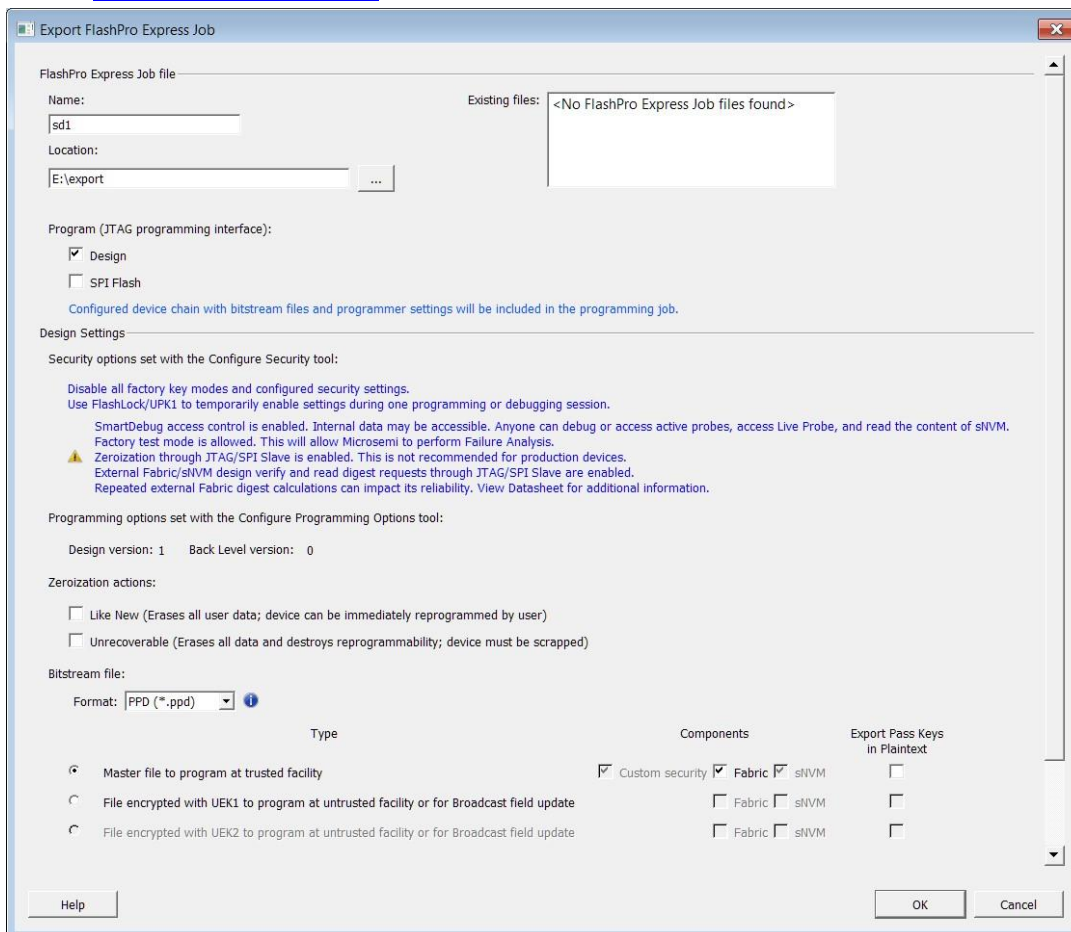 Export FlashPro Express Job
FlashPro Express Job file
Name:
Existing files:
<No FlashPro Express Job files found>
sd1
Location:
E:\export
...
Program (JTAG programming interface):
Design
SPI Flash
Configured device chain with bitstream files and programmer settings will be included in the programming job.
Design Settings
Security options set with the Configure Security tool:
Disable all factory key modes and configured security settings.
Use FlashLock/UPK1 to temporarily enable settings during one programming or debugging session.
SmartDebug access control is enabled. Internal data may be accessible. Anyone can debug or access active probes, access Live Probe, and read the content of sNVM.
Factory test mode is allowed. This will allow Microsemi to perform Failure Analysis.
Zeroization through JTAG/SPI Slave is enabled. This is not recommended for production devices.
External Fabric/sNVM design verify and read digest requests through JTAG/SPI Slave are enabled.
Repeated external Fabric digest calculations can impact its reliability. View Datasheet for additional information.
Programming options set with the Configure Programming Options tool:
Design version: 1 Back Level version: 0
Zeroization actions:
Like New (Erases all user data; device can be immediately reprogrammed by user)
Unrecoverable (Erases all data and destroys reprogrammability; device must be scrapped)
Bitstream file:
Format: PPD (*.ppd)
Type Components Export Pass Keys
in Plaintext
Master file to program at trusted facility Custom security Fabric sNVM
File encrypted with UEK1 to program at untrusted facility or for Broadcast field update Fabric sNVM
File encrypted with UEK2 to program at untrusted facility or for Broadcast field update Fabric sNVM
Help OK Cancel